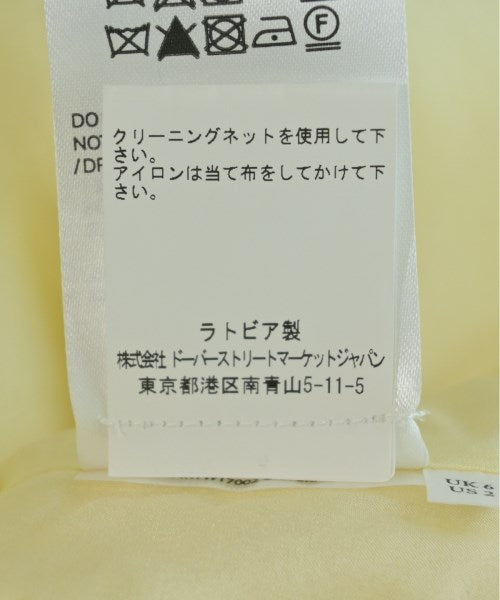 F
DO
NOT
/DR
クリーニングネットを使用して下
さい。
アイロンは当て布をしてかけて下
さい。
ラトビア製
株式会社 ドーバーストリートマーケットジャパン
東京都港区南青山5-11-5
UK 6
US 2